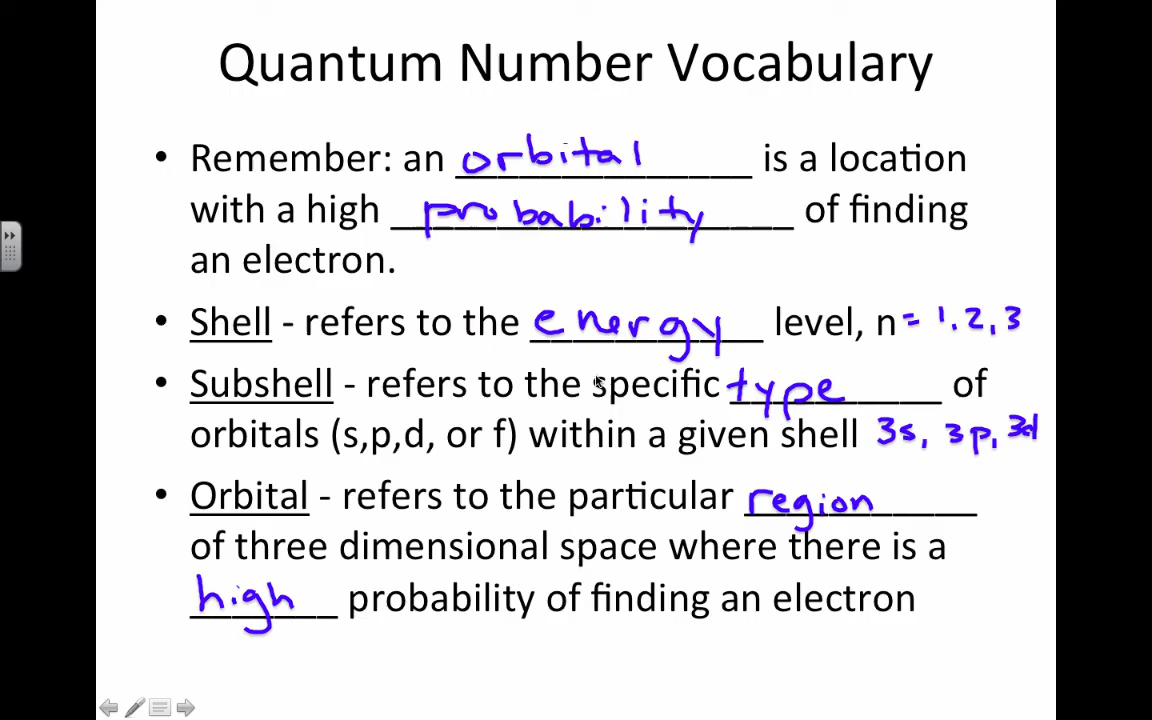 Quantum Number Vocabulary
• Remember: an orbital is a location
with a high probability of finding
an electron.
• Shell - refers to the energy level, n = 1, 2, 3
• Subshell - refers to the specific type of
orbitals (s,p,d, or f) within a given shell 3s, 3p, 3d
• Orbital - refers to the particular region
of three dimensional space where there is a
high probability of finding an electron